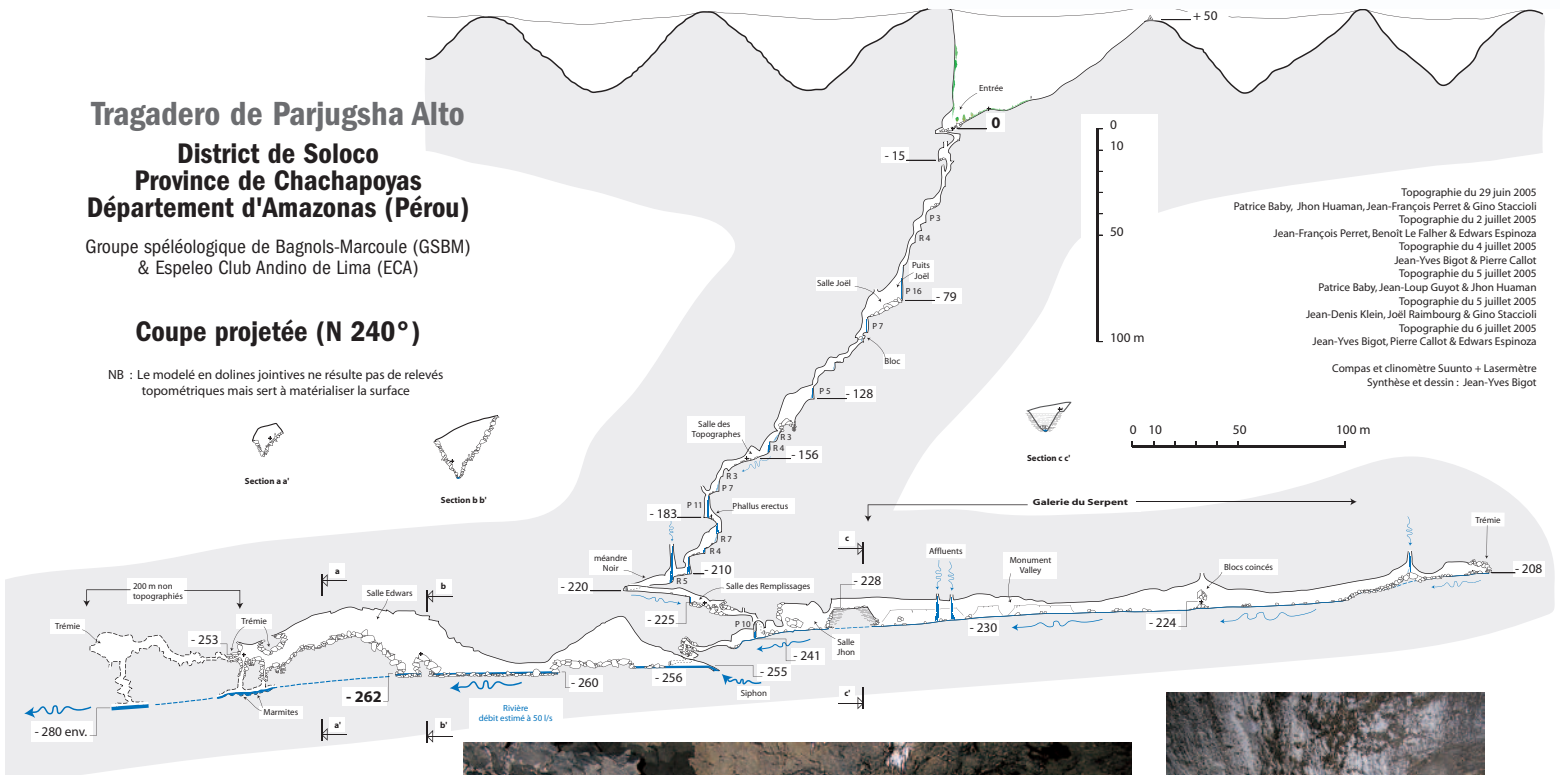 + 50
Tragadero de Parjugsha Alto
District de Soloco
Province de Chachapoyas
Département d'Amazonas (Pérou)
Groupe spéléologique de Bagnols-Marcoule (GSBM)
& Espeleo Club Andino de Lima (ECA)
Coupe projetée (N 240°)
NB : Le modelé en dolines jointives ne résulte pas de relevés
topométriques mais sert à matérialiser la surface
Section a a'
Section b b'
Entrée
0
- 15
P 3
R 4
Puits
Joël
Salle Joël
P 16
- 79
P 7
Bloc
P 5
- 128
Salle des
Topographes
R 3
R 4
- 156
R 3
P 7
P 11
Phallus erectus
- 183
R 7
R 4
méandre
Noir
- 210
R 5
- 220
Salle des Remplissages
- 225
P 10
- 241
0
10
50
100 m
Topographie du 29 juin 2005
Patrice Baby, Jhon Huaman, Jean-François Perret & Gino Staccioli
Topographie du 2 juillet 2005
Jean-François Perret, Benoît Le Falher & Edwars Espinoza
Topographie du 4 juillet 2005
Jean-Yves Bigot & Pierre Callot
Topographie du 5 juillet 2005
Patrice Baby, Jean-Loup Guyot & Jhon Huaman
Topographie du 5 juillet 2005
Jean-Denis Klein, Joël Raimbourg & Gino Staccioli
Topographie du 6 juillet 2005
Jean-Yves Bigot, Pierre Callot & Edwars Espinoza
Compas et clinomètre Suunto + Lasermètre
Synthèse et dessin : Jean-Yves Bigot
Section c c'
0 10 50 100 m
Galerie du Serpent
c
- 228
Affluents
Monument
Valley
Blocs coincés
Trémie
- 208
- 224
- 230
Salle
Jhon
c'
200 m non
topographiés
a
b
Salle Edwars
Trémie
- 253
Trémie
- 262
- 260
- 256
- 255
Siphon
Marmites
Rivière
débit estimé à 50 l/s
a'
b'
- 280 env.